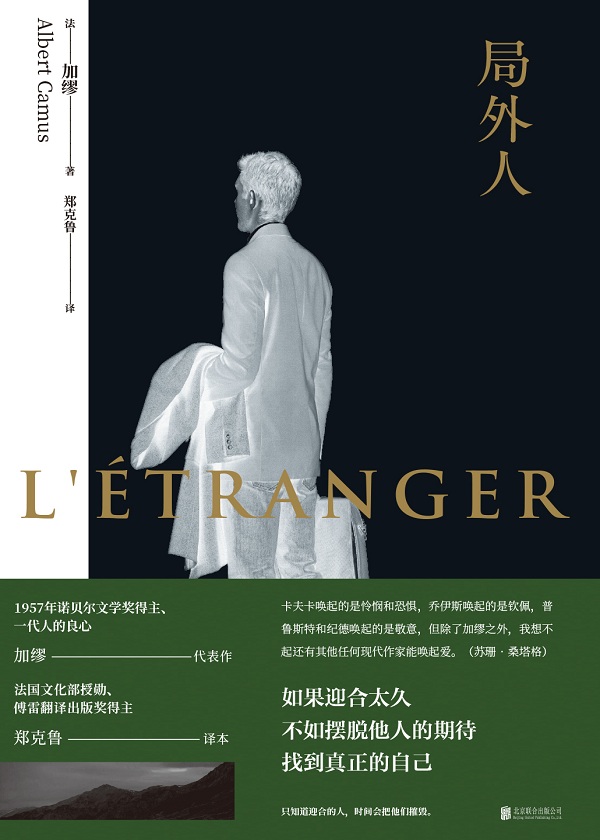 法 加缪 著
Albert Camus
郑克鲁 译
局外人
L'ÉTRANGER
1957年诺贝尔文学奖得主、
一代人的良心
加缪 代表作
法国文化部授勋、
傅雷翻译出版奖得主
郑克鲁 译本
卡夫卡唤起的是怜悯和恐惧，乔伊斯唤起的是钦佩，普
鲁斯特和纪德唤起的是敬意，但除了加缪之外，我想不
起还有其他任何现代作家能唤起爱。（苏珊·桑塔格）
如果迎合太久
不如摆脱他人的期待
找到真正的自己
只知道迎合的人，时间会把他们摧毁。
北京联合出版公司
Beijing United Publishing Co.,Ltd.